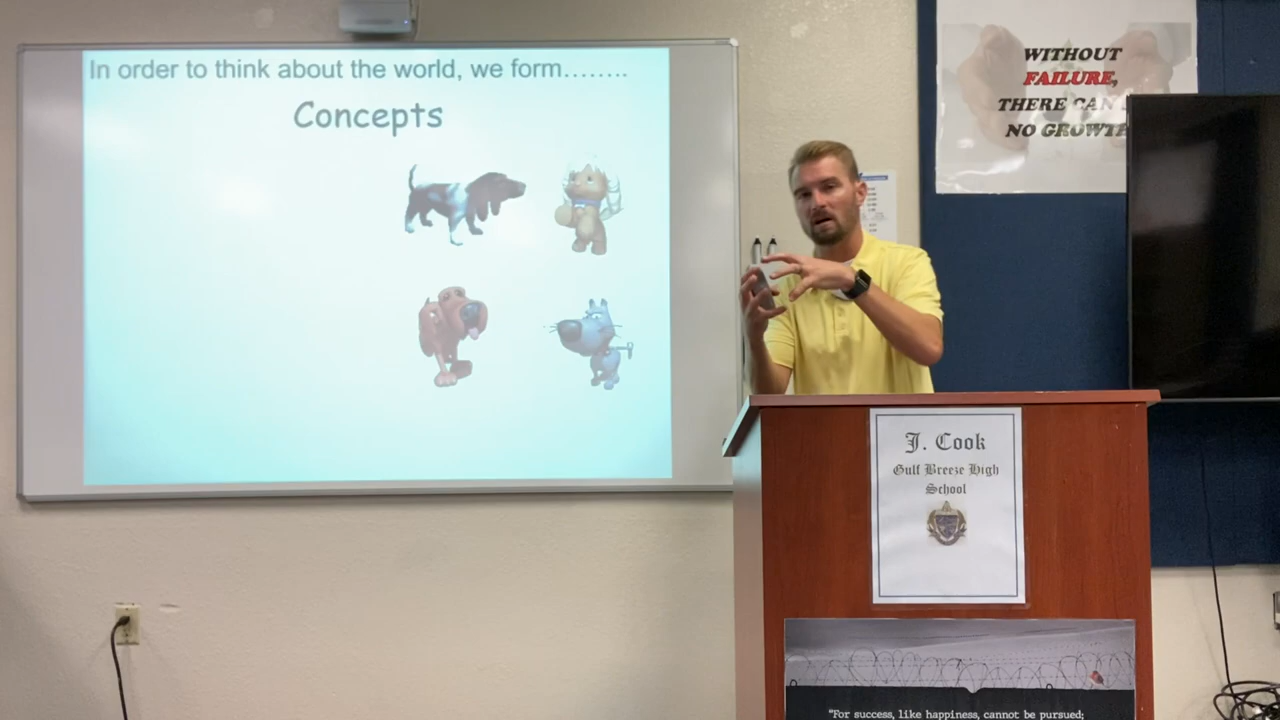 In order to think about the world, we form........
Concepts
WITHOUT
FAILURE,
THERE CAN
NO GROWTH
J. Cook
Gulf Breeze High
School
"For success, like happiness, cannot be pursued;